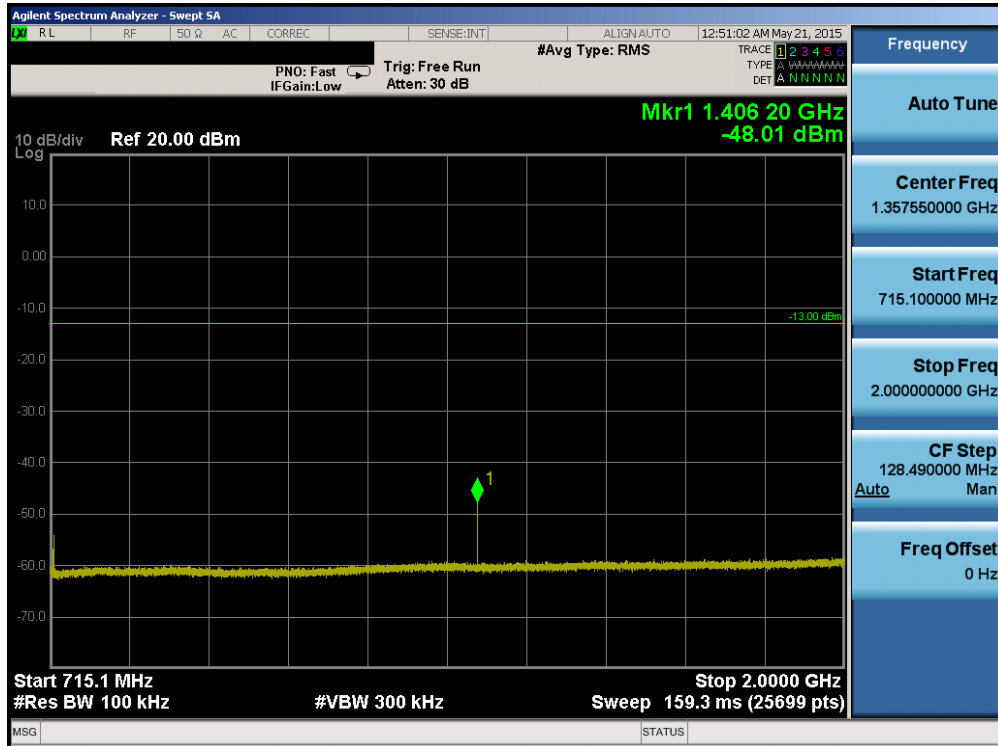 Agilent Spectrum Analyzer - Swept SA
LXI RL RF 50 Ω AC CORREC SENSE:INT ALIGNAUTO 12:51:02 AM May 21, 2015
PNO: Fast
IFGain:Low
Trig: Free Run
Atten: 30 dB
#Avg Type: RMS
TRACE 1 2 3 4 5 6
TYPE A WWWWWW
DET A N N N N N
Mkr1 1.406 20 GHz
-48.01 dBm
10 dB/div Ref 20.00 dBm
Log
10.0
0.00
-10.0
-13.00 dBm
-20.0
-30.0
-40.0
1
-50.0
-60.0
-70.0
Start 715.1 MHz Stop 2.0000 GHz
#Res BW 100 kHz #VBW 300 kHz Sweep 159.3 ms (25699 pts)
MSG STATUS
Frequency
Auto Tune
Center Freq
1.357550000 GHz
Start Freq
715.100000 MHz
Stop Freq
2.000000000 GHz
CF Step
128.490000 MHz
Auto Man
Freq Offset
0 Hz